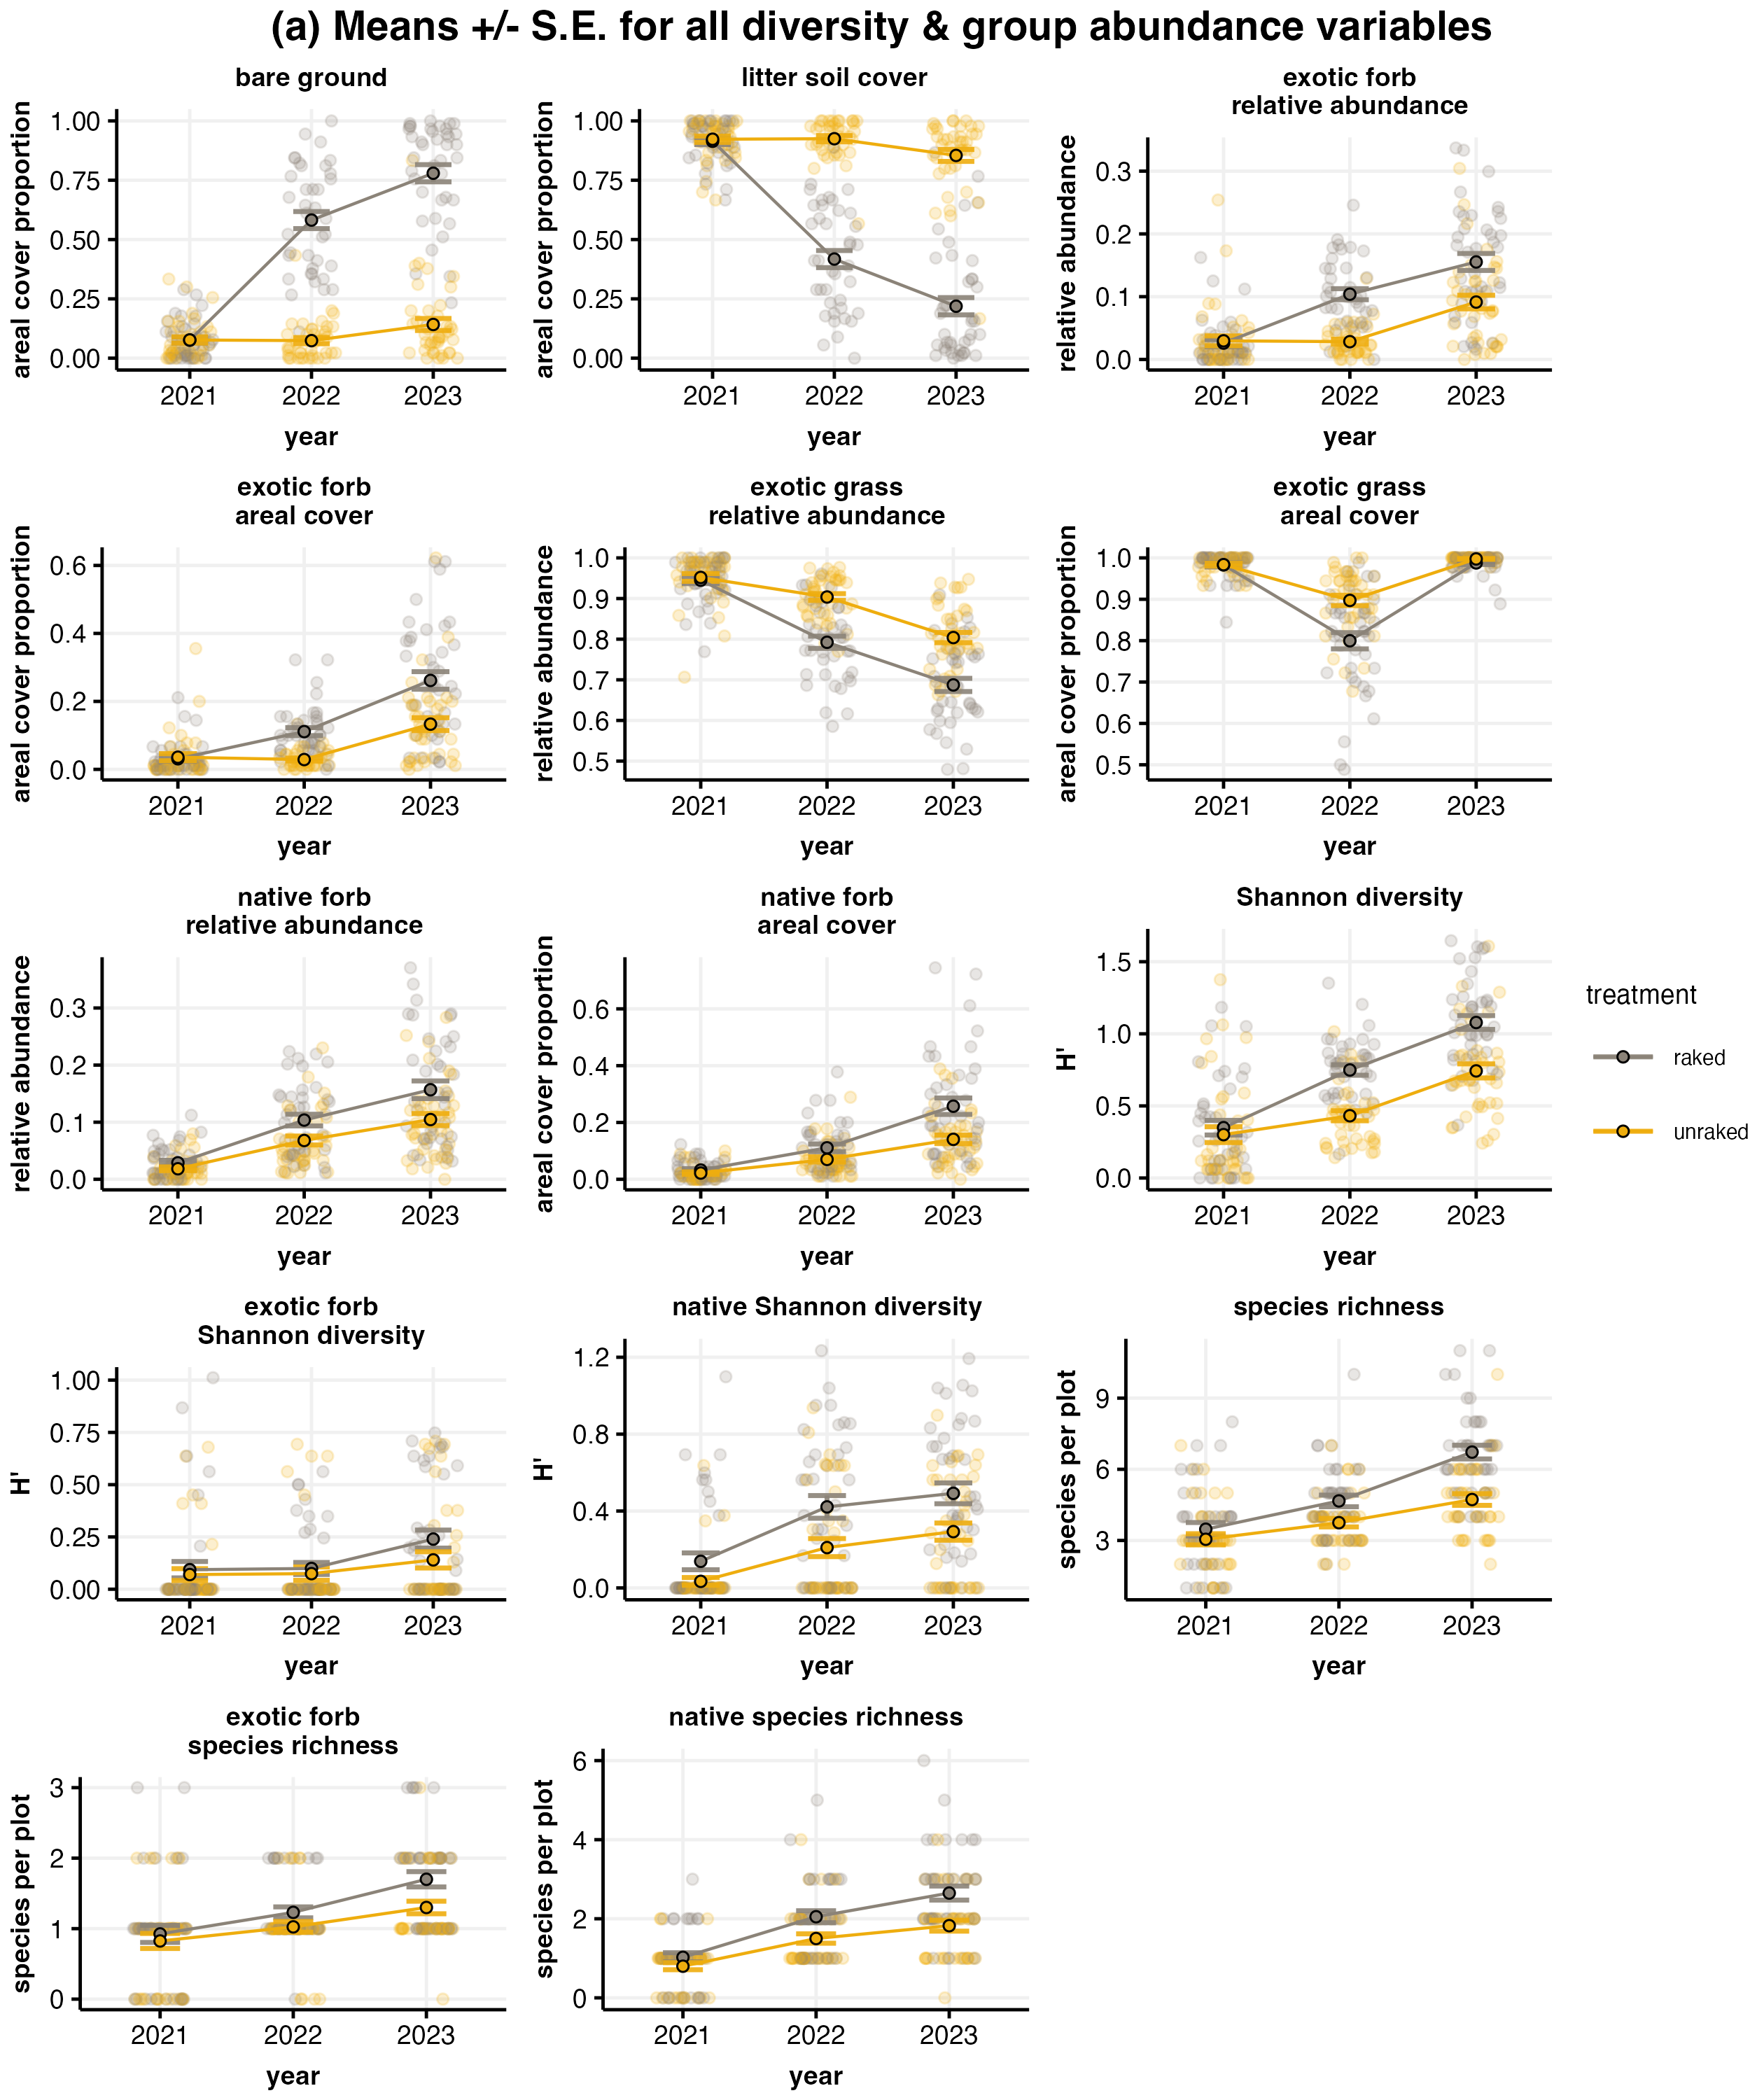 (a) Means +/- S.E. for all diversity & group abundance variables
bare ground
areal cover proportion
1.00
0.75
0.50
0.25
0.00
2021 2022 2023
year
litter soil cover
areal cover proportion
1.00
0.75
0.50
0.25
0.00
2021 2022 2023
year
exotic forb
relative abundance
relative abundance
0.3
0.2
0.1
0.0
2021 2022 2023
year
exotic forb
areal cover
areal cover proportion
0.6
0.4
0.2
0.0
2021 2022 2023
year
exotic grass
relative abundance
relative abundance
1.0
0.9
0.8
0.7
0.6
0.5
2021 2022 2023
year
exotic grass
areal cover
areal cover proportion
1.0
0.9
0.8
0.7
0.6
0.5
2021 2022 2023
year
native forb
relative abundance
relative abundance
0.3
0.2
0.1
0.0
2021 2022 2023
year
native forb
areal cover
areal cover proportion
0.6
0.4
0.2
0.0
2021 2022 2023
year
Shannon diversity
H'
1.5
1.0
0.5
0.0
2021 2022 2023
year
treatment
raked
unraked
exotic forb
Shannon diversity
H'
1.00
0.75
0.50
0.25
0.00
2021 2022 2023
year
native Shannon diversity
H'
1.2
0.8
0.4
0.0
2021 2022 2023
year
species richness
species per plot
9
6
3
2021 2022 2023
year
exotic forb
species richness
species per plot
3
2
1
0
2021 2022 2023
year
native species richness
species per plot
6
4
2
0
2021 2022 2023
year